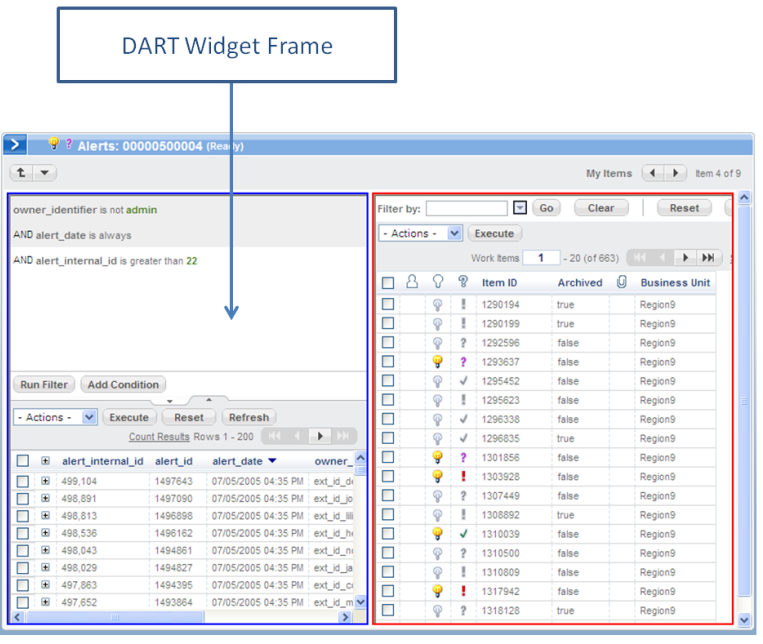 DART Widget Frame
Alerts: 00000500004 (Ready)
My Items Item 4 of 9
owner_identifier is not admin
AND alert_date is always
AND alert_internal_id is greater than 22
Run Filter Add Condition
- Actions - Execute Reset Refresh
Count Results Rows 1 - 200
alert_internal_id alert_id alert_date owner_
499,104 1497643 07/05/2005 04:35 PM
498,891 1497090 07/05/2005 04:35 PM ext_id_jo
498,813 1496898 07/05/2005 04:35 PM
498,536 1496162 07/05/2005 04:35 PM
498,043 1494861 07/05/2005 04:35 PM
498,029 1494827 07/05/2005 04:35 PM ext_id_ja
497,863 1494395 07/05/2005 04:35 PM
497,652 1493864 07/05/2005 04:35 PM
Filter by: Go Clear Reset
- Actions - Execute
Work Items 1 - 20 (of 663)
Item ID Archived Business Unit
1290194 true Region9
1290199 true Region9
1292596 false Region9
1293637 false Region9
1295452 false Region9
1295623 false Region9
1296338 false Region9
1296835 true Region9
1301856 false Region9
1303928 false Region9
1307449 false Region9
1308892 true Region9
1310039 false Region9
1310500 false Region9
1310809 false Region9
1317942 false Region9
1318128 true Region9